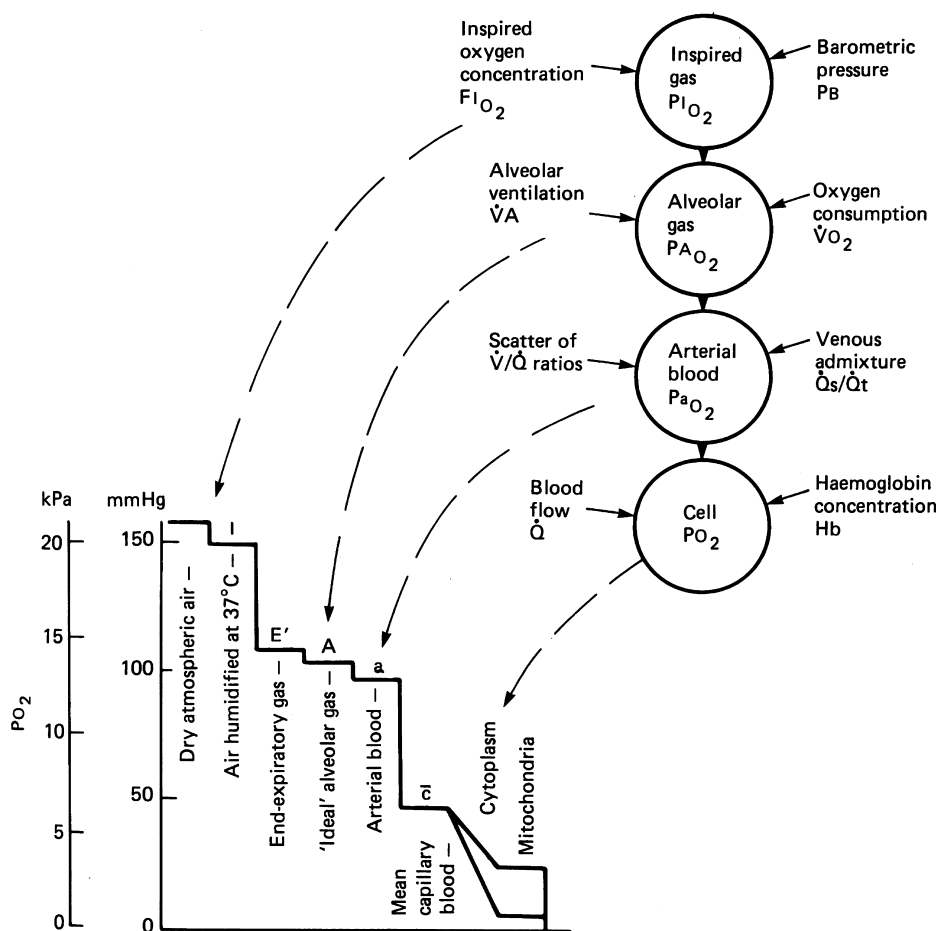 Inspired
oxygen
concentration
FIO₂
Inspired
gas
PIO₂
Barometric
pressure
PB
Alveolar
ventilation
V̇A
Alveolar
gas
PAO₂
Oxygen
consumption
V̇O₂
Scatter of
V̇/Q̇ ratios
Arterial
blood
PaO₂
Venous
admixture
Q̇s/Q̇t
Blood
flow
Q̇
Cell
PO₂
Haemoglobin
concentration
Hb
kPa
mmHg
20
15
10
5
0
PO₂
150
100
50
0
I
E'
A
a
c̄
Dry atmospheric air
Air humidified at 37°C
End-expiratory gas
'Ideal' alveolar gas
Arterial blood
Mean
capillary
blood
Cytoplasm
Mitochondria